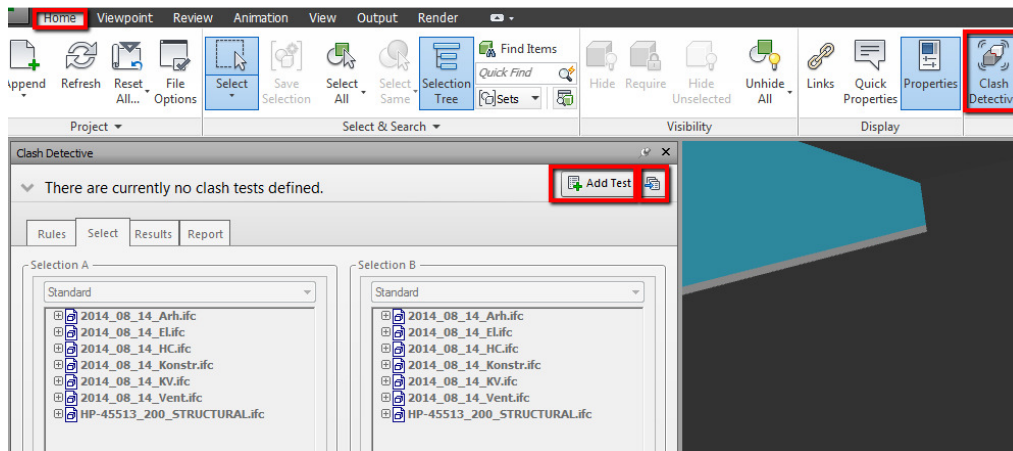 Home Viewpoint Review Animation View Output Render
Append Refresh Reset All... File Options Select Save Selection Select All Select Same Selection Tree Find Items Quick Find Sets Hide Require Hide Unselected Unhide All Links Quick Properties Properties Clash Detective
Project Select & Search Visibility Display
Clash Detective
There are currently no clash tests defined. Add Test
Rules Select Results Report
Selection A Selection B
Standard Standard
2014_08_14_Arh.ifc 2014_08_14_Arh.ifc
2014_08_14_El.ifc 2014_08_14_El.ifc
2014_08_14_HC.ifc 2014_08_14_HC.ifc
2014_08_14_Konstr.ifc 2014_08_14_Konstr.ifc
2014_08_14_KV.ifc 2014_08_14_KV.ifc
2014_08_14_Vent.ifc 2014_08_14_Vent.ifc
HP-45513_200_STRUCTURAL.ifc HP-45513_200_STRUCTURAL.ifc